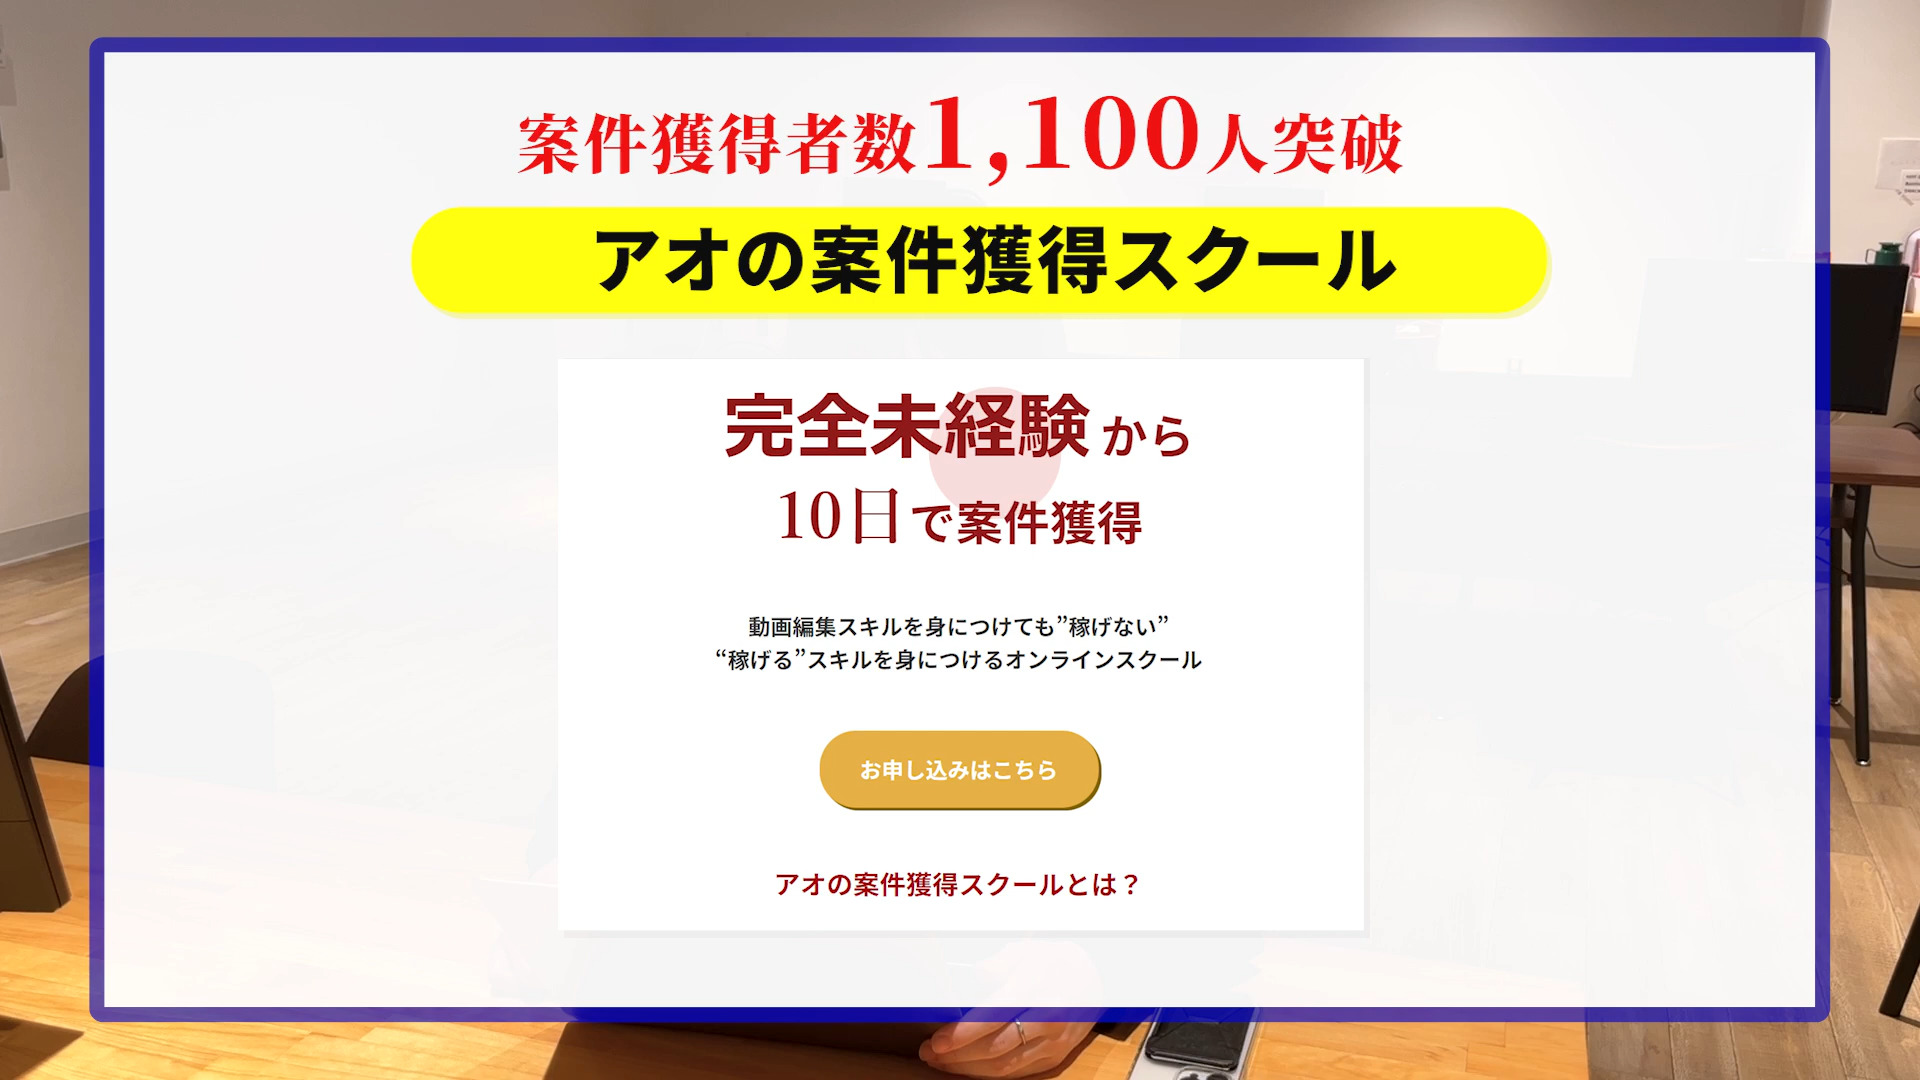 案件獲得者数1,100人突破
アオの案件獲得スクール
完全未経験から
10日で案件獲得
動画編集スキルを身につけても”稼げない”
“稼げる”スキルを身につけるオンラインスクール
お申し込みはこちら
アオの案件獲得スクールとは？